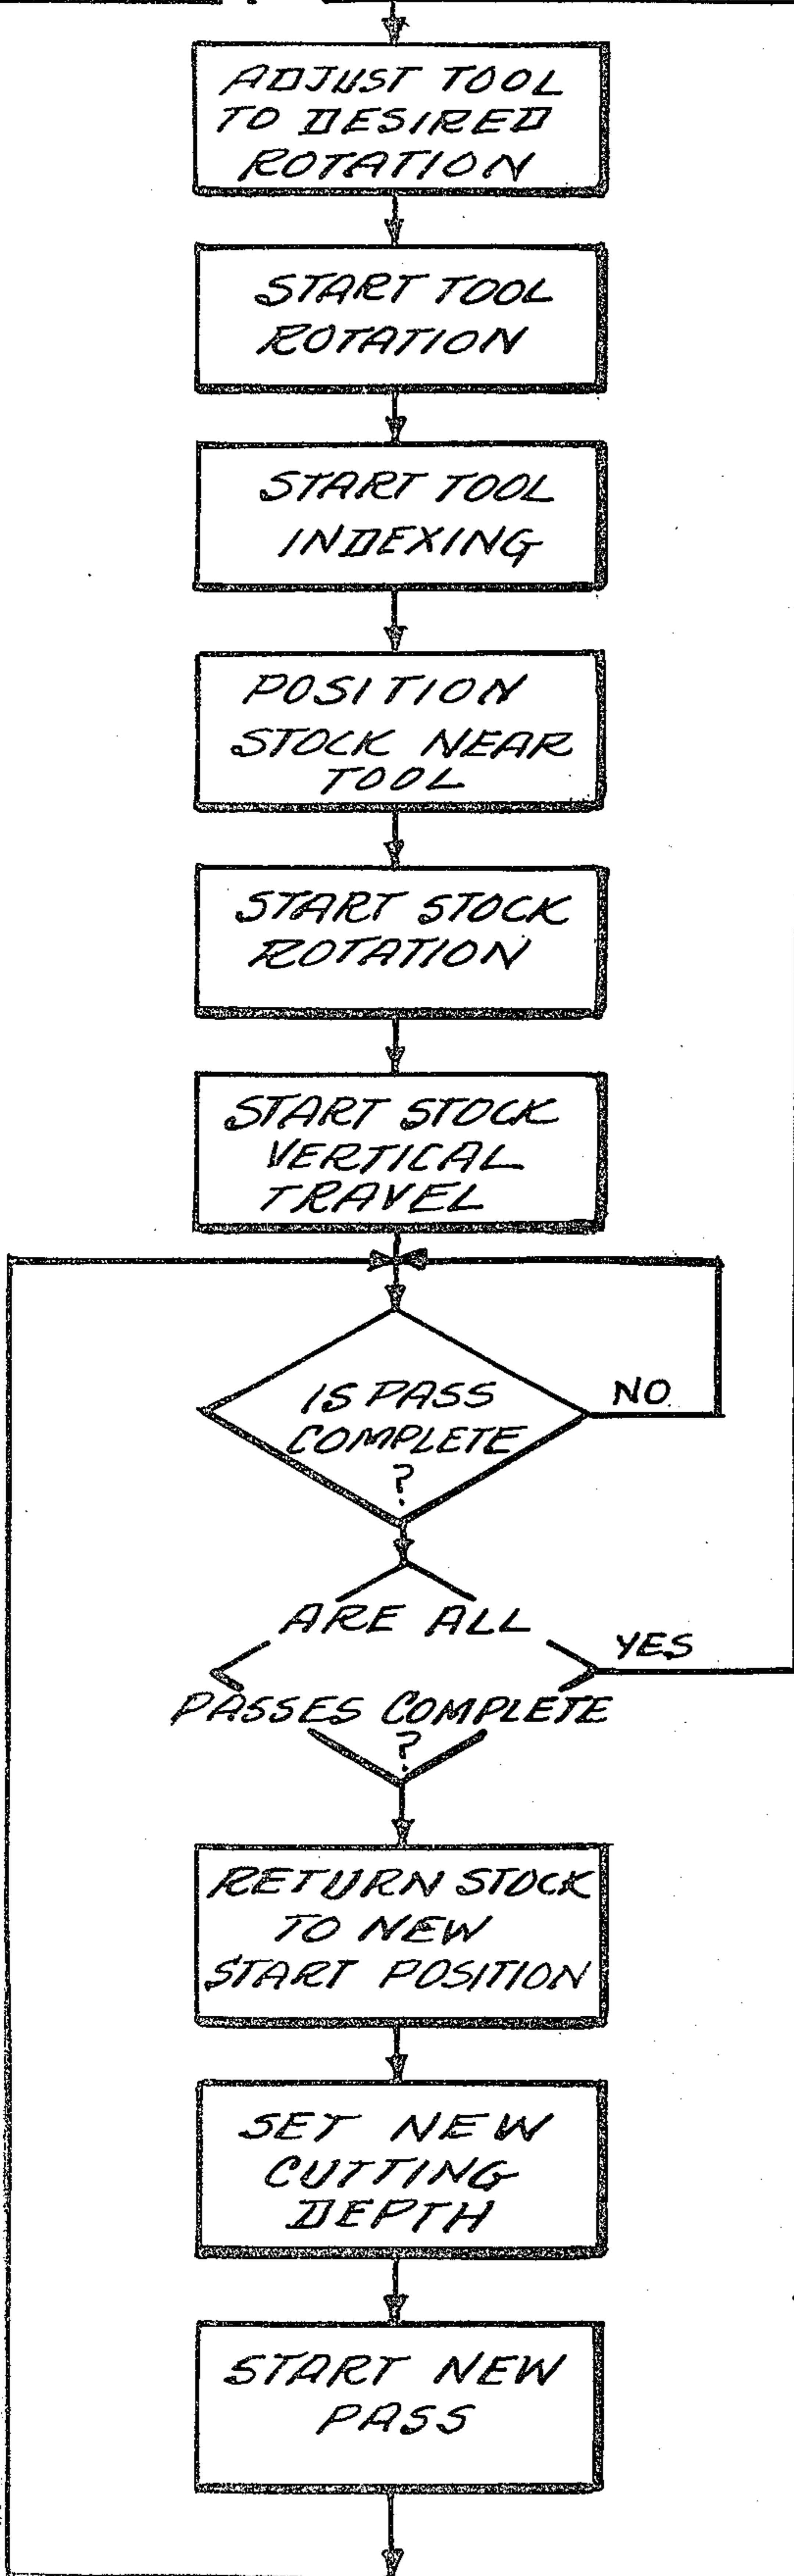 ADJUST TOOL
TO DESIRED
ROTATION
START TOOL
ROTATION
START TOOL
INDEXING
POSITION
STOCK NEAR
TOOL
START STOCK
ROTATION
START STOCK
VERTICAL
TRAVEL
IS PASS
COMPLETE
?
NO
ARE ALL
YES
PASSES COMPLETE
?
RETURN STOCK
TO NEW
START POSITION
SET NEW
CUTTING
DEPTH
START NEW
PASS